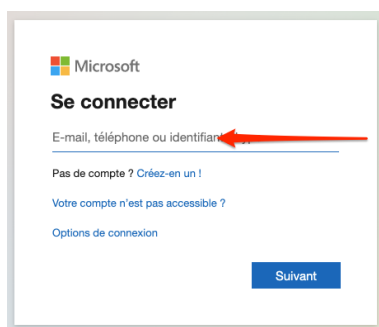 Microsoft
Se connecter
E-mail, téléphone ou identifiant
Pas de compte ? Créez-en un !
Votre compte n'est pas accessible ?
Options de connexion
Suivant